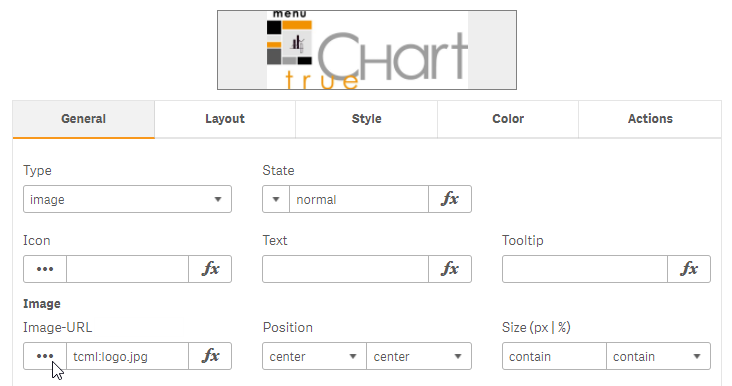 menu
CHart
true
General Layout Style Color Actions
Type State
image normal fx
Icon Text Tooltip
••• fx fx fx
Image
Image-URL Position Size (px | %)
••• tcml:logo.jpg fx center center contain contain